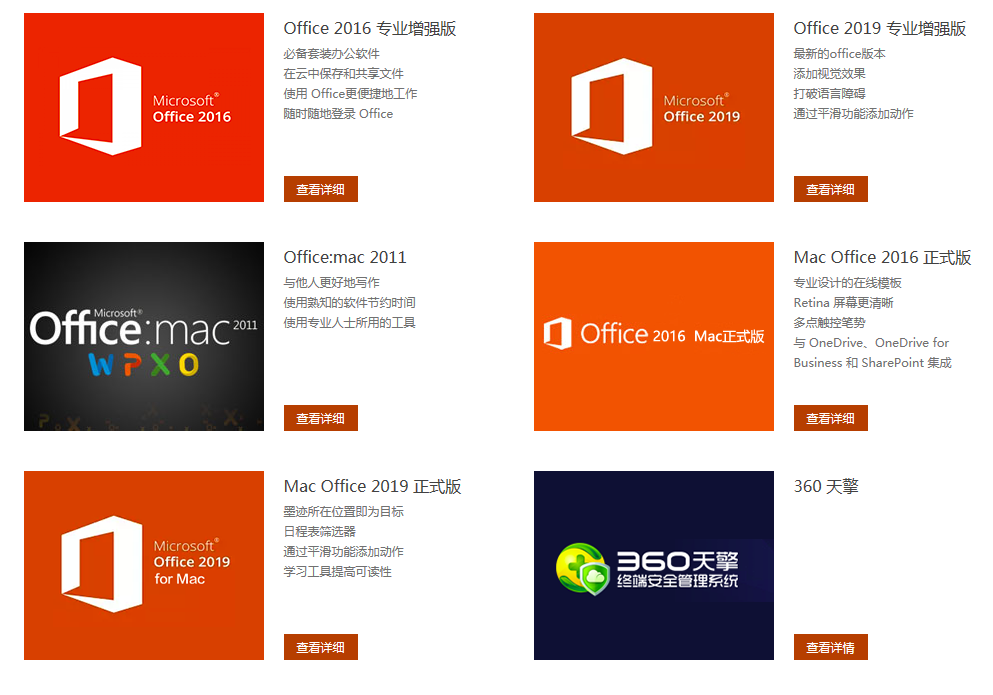 Microsoft®
Office 2016
Office 2016 专业增强版
必备套装办公软件
在云中保存和共享文件
使用 Office更便捷地工作
随时随地登录 Office
查看详细
Microsoft®
Office 2019
Office 2019 专业增强版
最新的office版本
添加视觉效果
打破语言障碍
通过平滑功能添加动作
查看详细
Microsoft®
Office:mac 2011
W P X O
Office:mac 2011
与他人更好地写作
使用熟知的软件节约时间
使用专业人士所用的工具
查看详细
Office 2016 Mac正式版
Mac Office 2016 正式版
专业设计的在线模板
Retina 屏幕更清晰
多点触控笔势
与 OneDrive、OneDrive for
Business 和 SharePoint 集成
查看详细
Microsoft®
Office 2019
for Mac
Mac Office 2019 正式版
墨迹所在位置即为目标
日程表筛选器
通过平滑功能添加动作
学习工具提高可读性
查看详细
360天擎
终端安全管理系统
360 天擎
查看详情